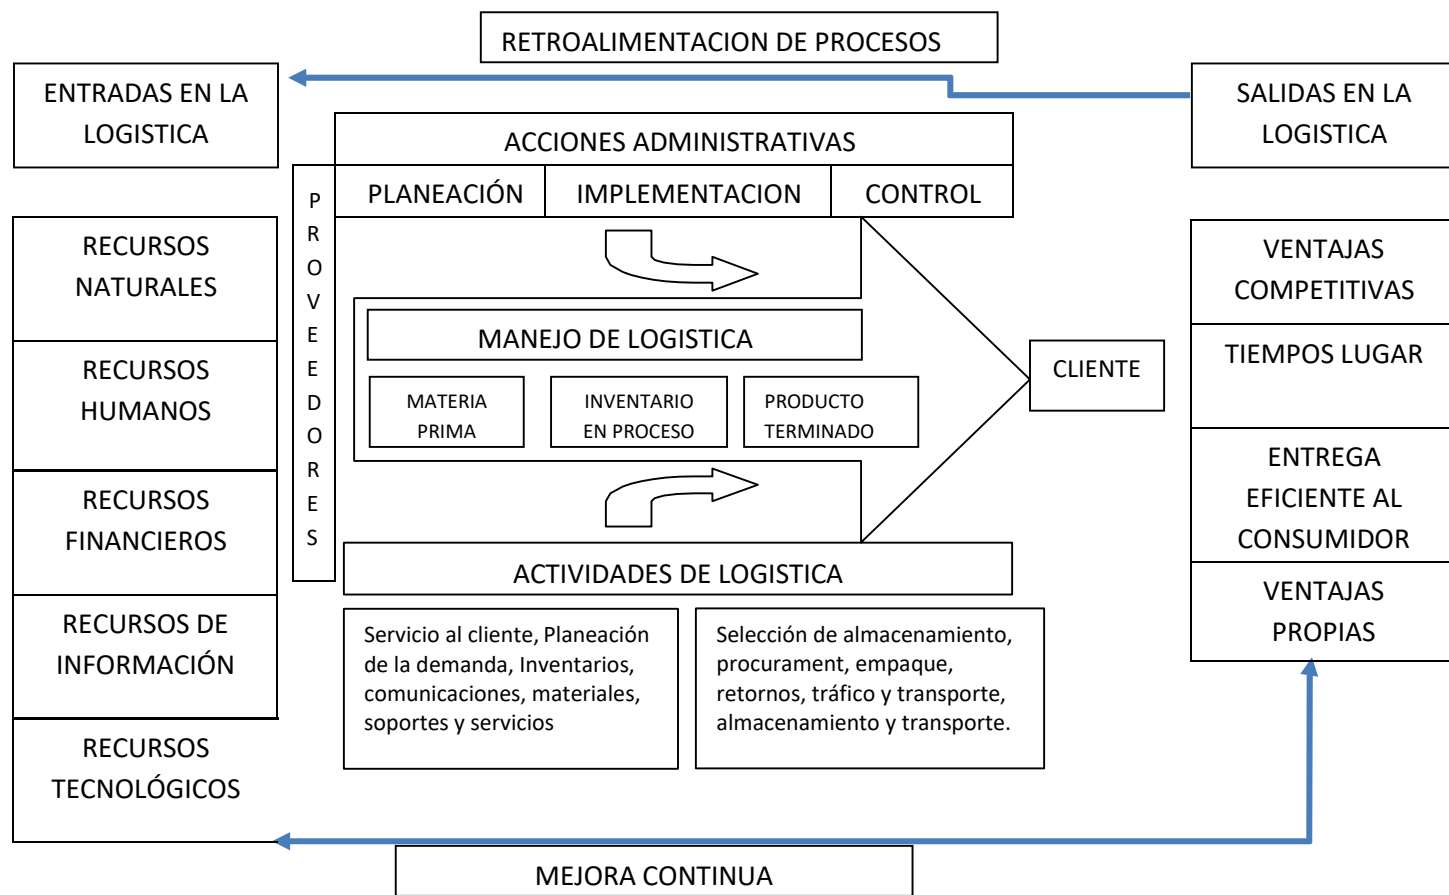 RETROALIMENTACION DE PROCESOS
ENTRADAS EN LA
LOGISTICA
SALIDAS EN LA
LOGISTICA
ACCIONES ADMINISTRATIVAS
PLANEACIÓN
IMPLEMENTACION
CONTROL
P
R
O
V
E
E
D
O
R
E
S
RECURSOS
NATURALES
RECURSOS
HUMANOS
RECURSOS
FINANCIEROS
RECURSOS DE
INFORMACIÓN
RECURSOS
TECNOLÓGICOS
MANEJO DE LOGISTICA
MATERIA
PRIMA
INVENTARIO
EN PROCESO
PRODUCTO
TERMINADO
CLIENTE
ACTIVIDADES DE LOGISTICA
Servicio al cliente, Planeación
de la demanda, Inventarios,
comunicaciones, materiales,
soportes y servicios
Selección de almacenamiento,
procurament, empaque,
retornos, tráfico y transporte,
almacenamiento y transporte.
VENTAJAS
COMPETITIVAS
TIEMPOS LUGAR
ENTREGA
EFICIENTE AL
CONSUMIDOR
VENTAJAS
PROPIAS
MEJORA CONTINUA